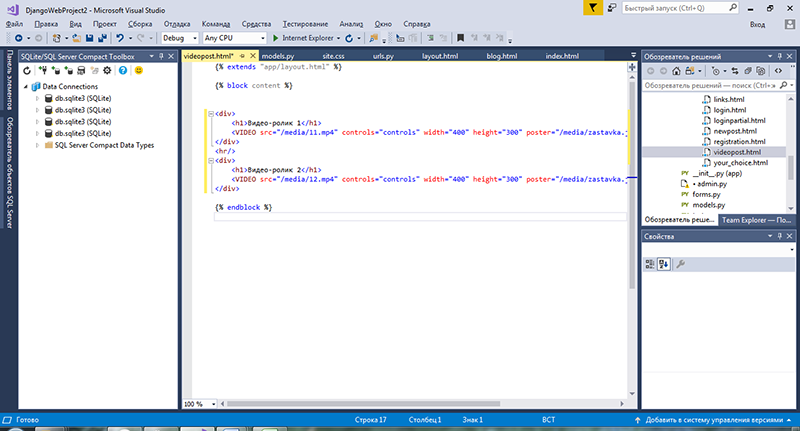 DjangoWebProject2 - Microsoft Visual Studio
Быстрый запуск (Ctrl+Q)
Файл Правка Вид Проект Сборка Отладка Команда Средства Тестирование Анализ Окно Справка
Вход
Debug Any CPU Internet Explorer
Панель элементов
Обозреватель объектов SQL Server
SQLite/SQL Server Compact Toolbox
Data Connections
db.sqlite3 (SQLite)
db.sqlite3 (SQLite)
db.sqlite3 (SQLite)
db.sqlite3 (SQLite)
SQL Server Compact Data Types
videopost.html* models.py site.css urls.py layout.html blog.html index.html
{% extends "app/layout.html" %}
{% block content %}
<div>
<h1>Видео-ролик 1</h1>
<VIDEO src="/media/11.mp4" controls="controls" width="400" height="300" poster="/media/zastavka.j
</div>
<hr/>
<div>
<h1>Видео-ролик 2</h1>
<VIDEO src="/media/12.mp4" controls="controls" width="400" height="300" poster="/media/zastavka.j
</div>
{% endblock %}
100 %
Обозреватель решений
Обозреватель решений — поиск (Ctrl+ж)
links.html
login.html
loginpartial.html
newpost.html
registration.html
videopost.html
your_choice.html
__init__.py (app)
admin.py
forms.py
models.py
Обозреватель реше... Team Explorer — По...
Свойства
Готово Строка 17 Столбец 1 Знак 1 ВСТ Добавить в систему управления версиями